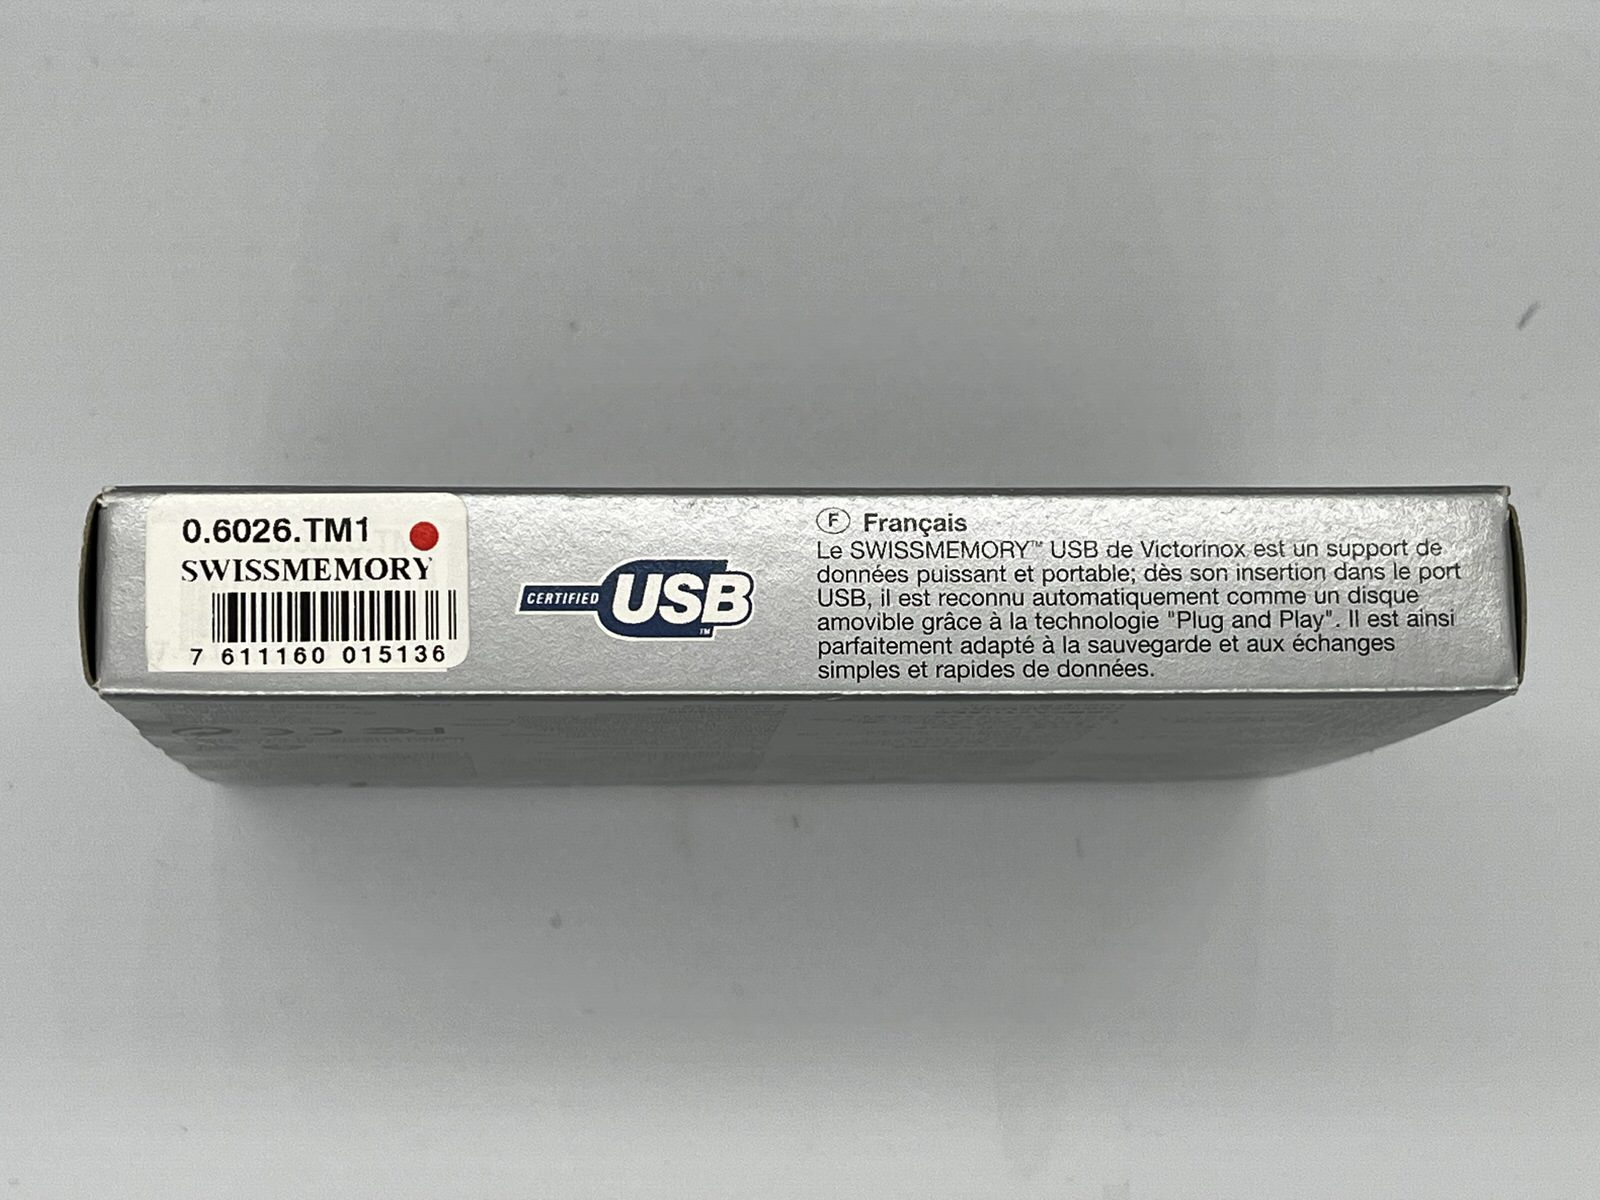 0.6026.TM1
SWISSMEMORY
7 611160 015136
CERTIFIED USB™
F Français
Le SWISSMEMORY™ USB de Victorinox est un support de
données puissant et portable; dès son insertion dans le port
USB, il est reconnu automatiquement comme un disque
amovible grâce à la technologie "Plug and Play". Il est ainsi
parfaitement adapté à la sauvegarde et aux échanges
simples et rapides de données.